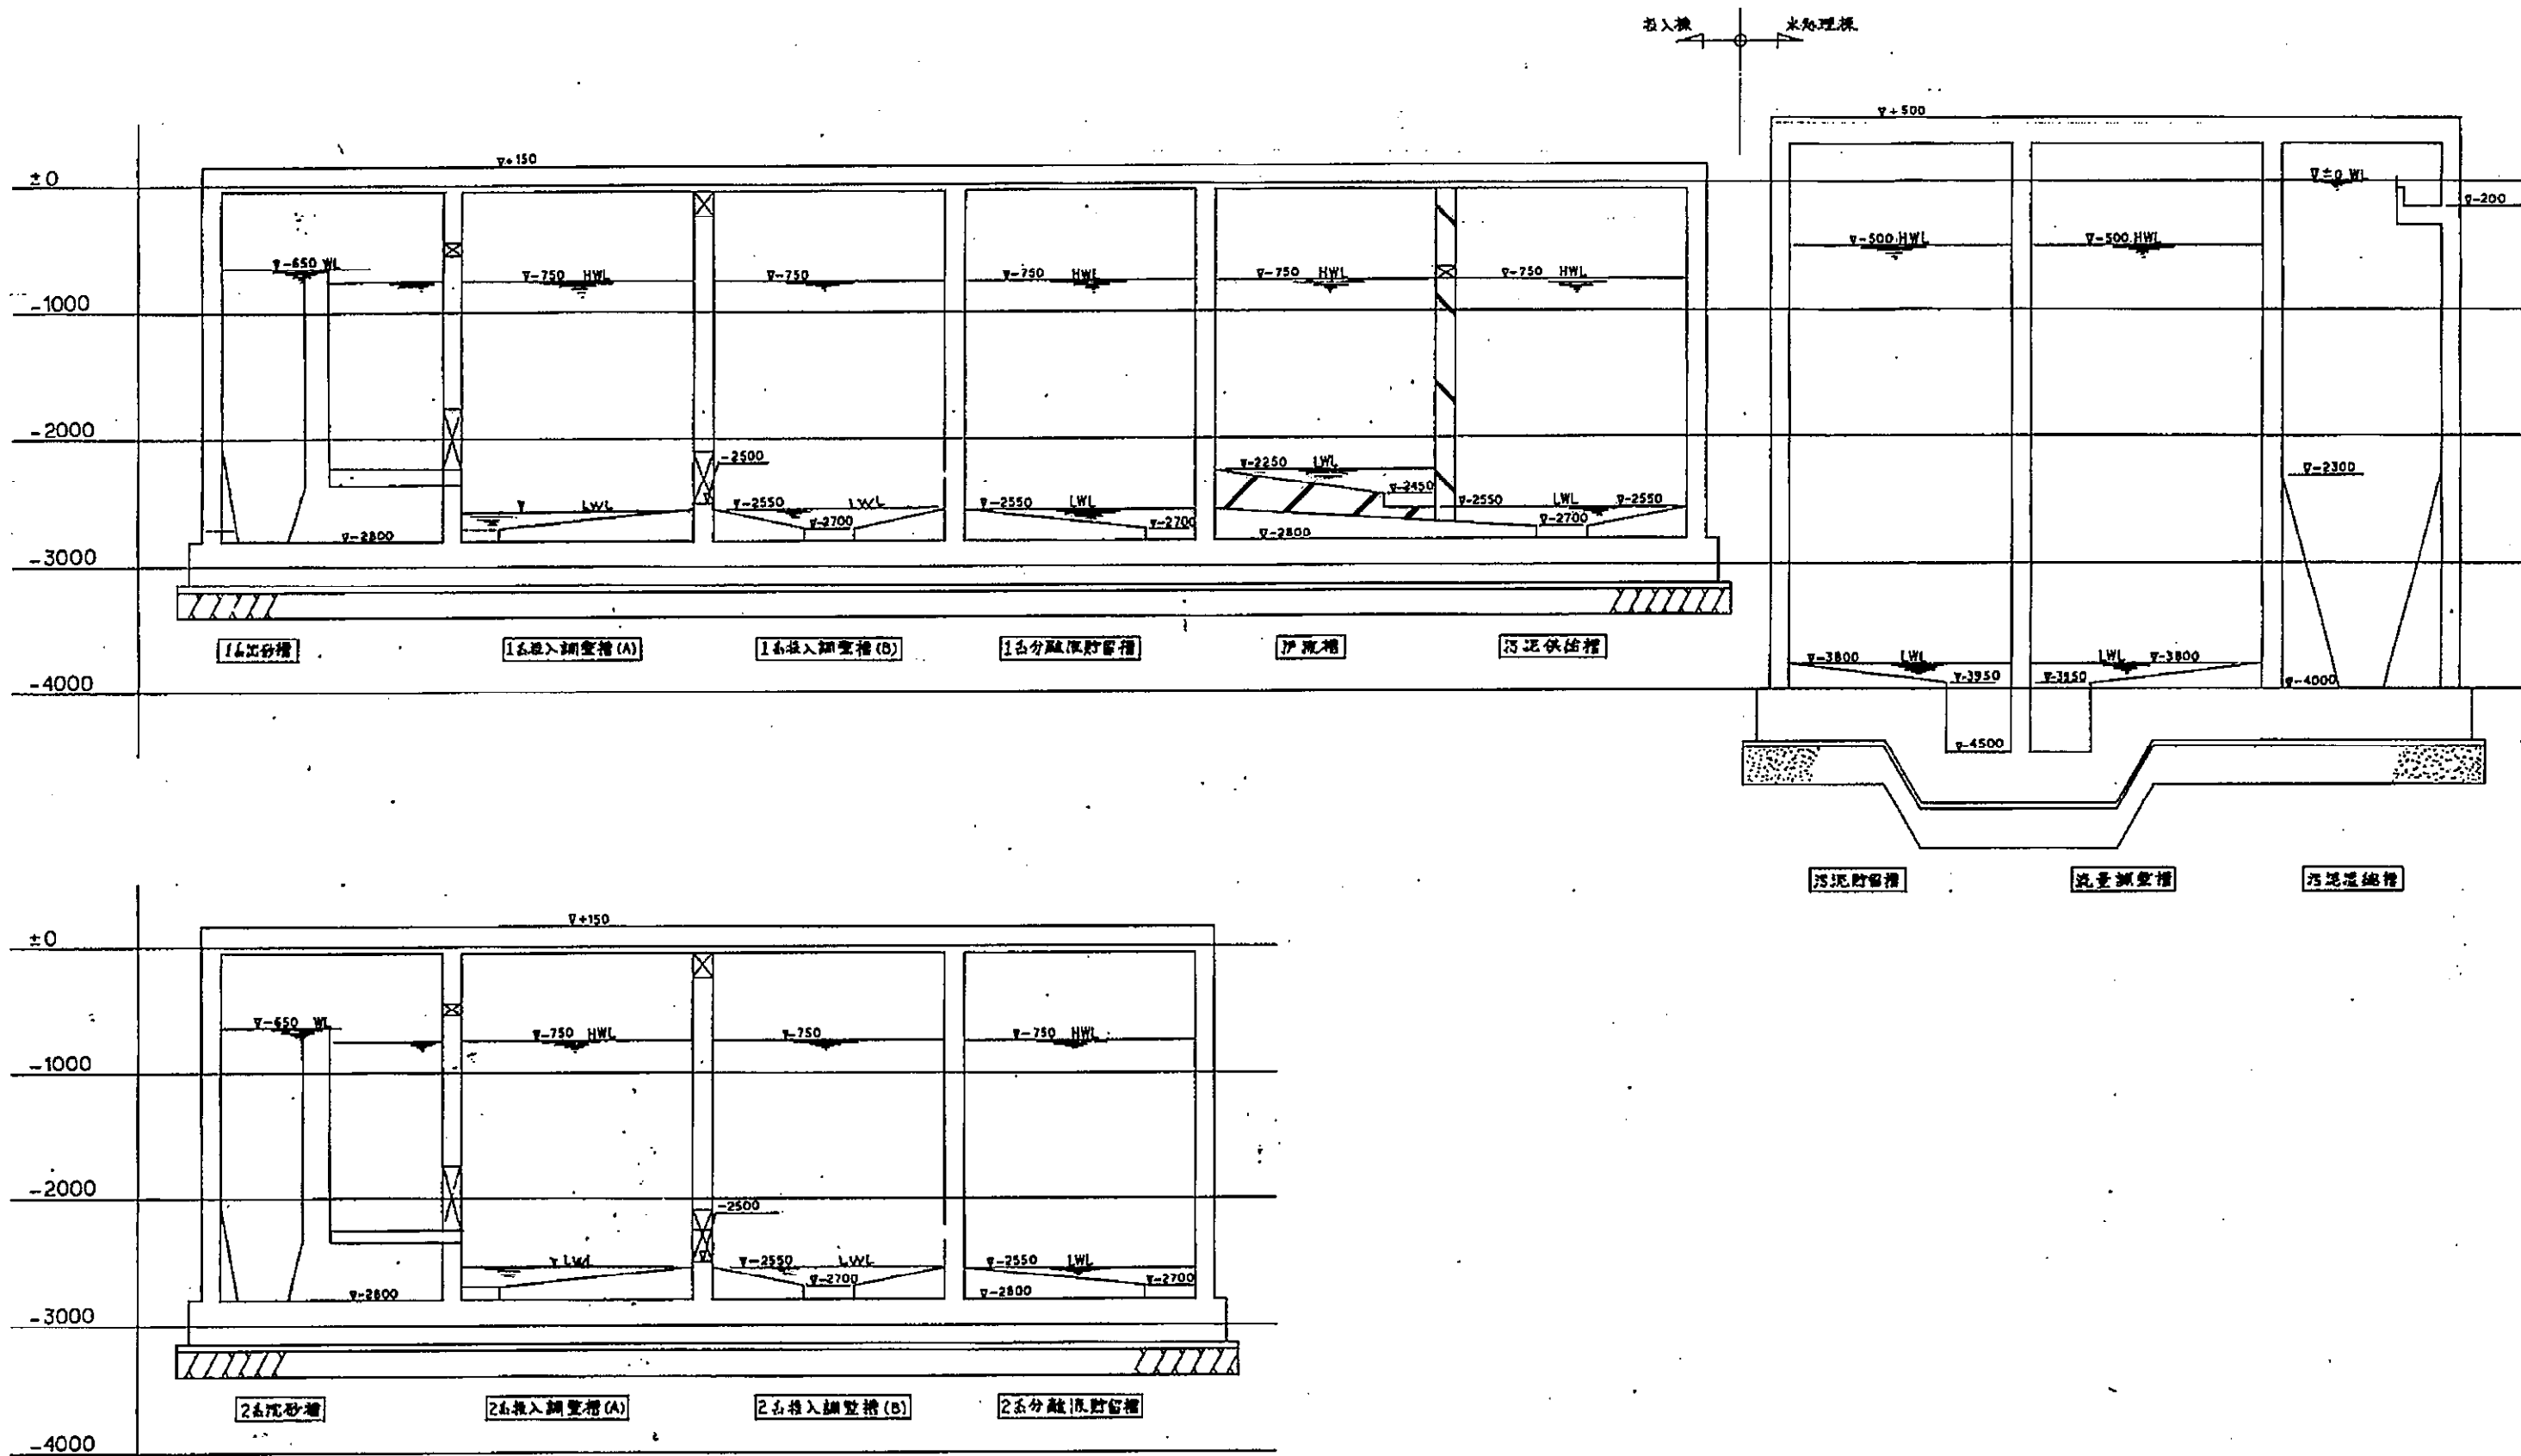 投入棟
水処理棟
∇+500
∇+150
±0
∇±0 WL
∇-200
∇-500 HWL
∇-500 HWL
∇-650 WL
∇-750 HWL
∇-750
∇-750 HWL
∇-750 HWL
∇-750 HWL
-1000
-2000
-2500
∇-2250 LWL
∇-2300
∇-2450
LWL
∇-2550 LWL
∇-2550 LWL
∇-2550 LWL ∇-2550
∇-2700
∇-2700
∇-2700
∇-2800
∇-2800
-3000
1系沈砂槽
1系投入調整槽(A)
1系投入調整槽(B)
1系分離液貯留槽
汚泥供給槽
∇-3800 LWL
LWL ∇-3800
∇-3950
∇-3950
∇-4000
-4000
∇-4500
汚泥貯留槽
流量調整槽
汚泥濃縮槽
∇+150
±0
∇-650 WL
∇-750 HWL
∇-750
∇-750 HWL
-1000
-2000
-2500
LWL
∇-2550 LWL
∇-2550 LWL
∇-2700
∇-2700
∇-2800
∇-2800
-3000
2系沈砂槽
2系投入調整槽(A)
2系投入調整槽(B)
2系分離液貯留槽
-4000